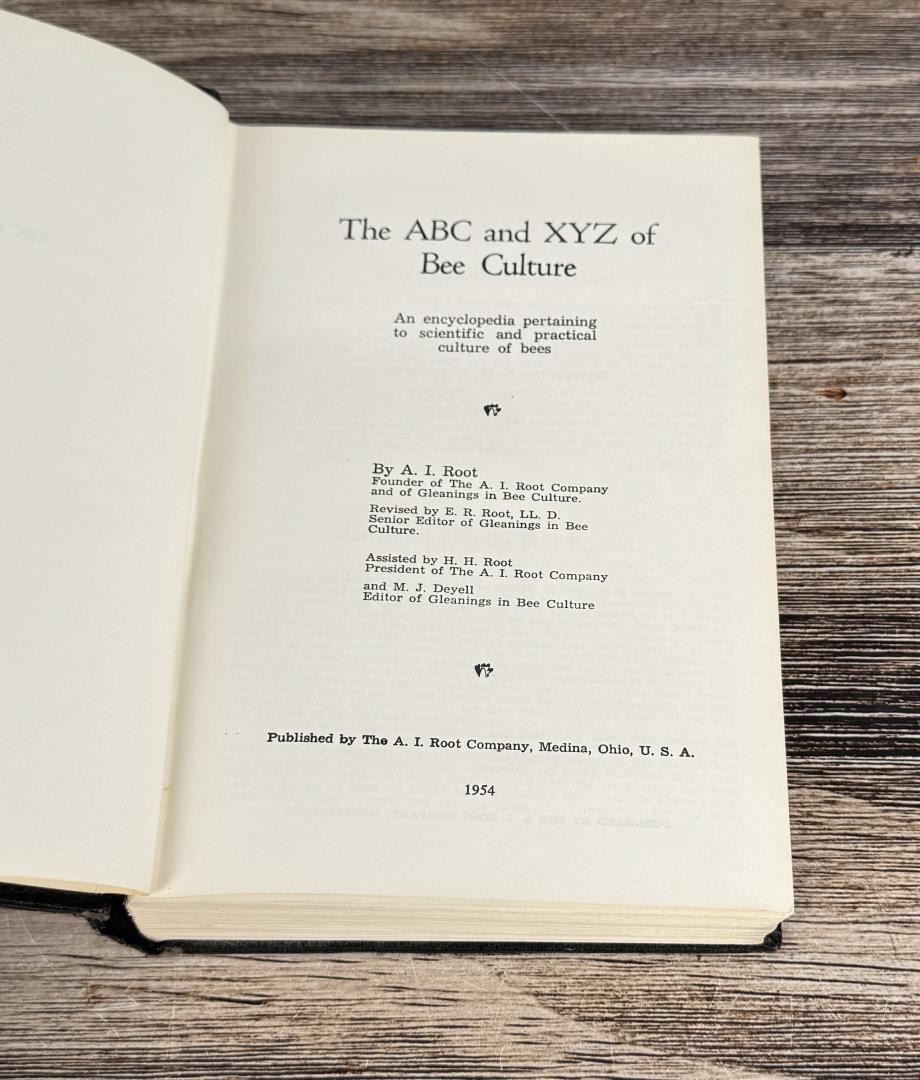 The ABC and XYZ of
Bee Culture
An encyclopedia pertaining
to scientific and practical
culture of bees
By A. I. Root
Founder of The A. I. Root Company
and of Gleanings in Bee Culture.
Revised by E. R. Root, LL. D.
Senior Editor of Gleanings in Bee
Culture.
Assisted by H. H. Root
President of The A. I. Root Company
and M. J. Deyell
Editor of Gleanings in Bee Culture
Published by The A. I. Root Company, Medina, Ohio, U. S. A.
1954